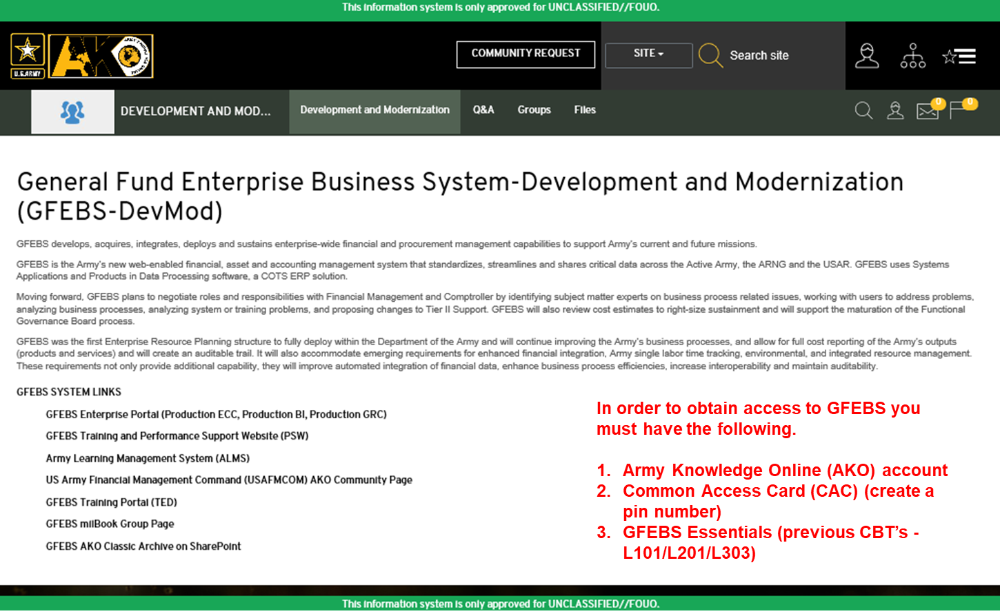 This information system is only approved for UNCLASSIFIED//FOUO.
U.S.ARMY
AKO
COMMUNITY REQUEST
SITE
Search site
DEVELOPMENT AND MOD...
Development and Modernization
Q&A
Groups
Files
0
0
General Fund Enterprise Business System-Development and Modernization
(GFEBS-DevMod)
GFEBS develops, acquires, integrates, deploys and sustains enterprise-wide financial and procurement management capabilities to support Army's current and future missions.
GFEBS is the Army's new web-enabled financial, asset and accounting management system that standardizes, streamlines and shares critical data across the Active Army, the ARNG and the USAR. GFEBS uses Systems
Applications and Products in Data Processing software, a COTS ERP solution.
Moving forward, GFEBS plans to negotiate roles and responsibilities with Financial Management and Comptroller by identifying subject matter experts on business process related issues, working with users to address problems,
analyzing business processes, analyzing system or training problems, and proposing changes to Tier II Support. GFEBS will also review cost estimates to right-size sustainment and will support the maturation of the Functional
Governance Board process.
GFEBS was the first Enterprise Resource Planning structure to fully deploy within the Department of the Army and will continue improving the Army's business processes, and allow for full cost reporting of the Army's outputs
(products and services) and will create an auditable trail. It will also accommodate emerging requirements for enhanced financial integration, Army single labor time tracking, environmental, and integrated resource management.
These requirements not only provide additional capability, they will improve automated integration of financial data, enhance business process efficiencies, increase interoperability and maintain auditability.
GFEBS SYSTEM LINKS
GFEBS Enterprise Portal (Production ECC, Production BI, Production GRC)
GFEBS Training and Performance Support Website (PSW)
Army Learning Management System (ALMS)
US Army Financial Management Command (USAFMCOM) AKO Community Page
GFEBS Training Portal (TED)
GFEBS milBook Group Page
GFEBS AKO Classic Archive on SharePoint
In order to obtain access to GFEBS you
must have the following.
1. Army Knowledge Online (AKO) account
2. Common Access Card (CAC) (create a
pin number)
3. GFEBS Essentials (previous CBT's -
L101/L201/L303)
This information system is only approved for UNCLASSIFIED//FOUO.